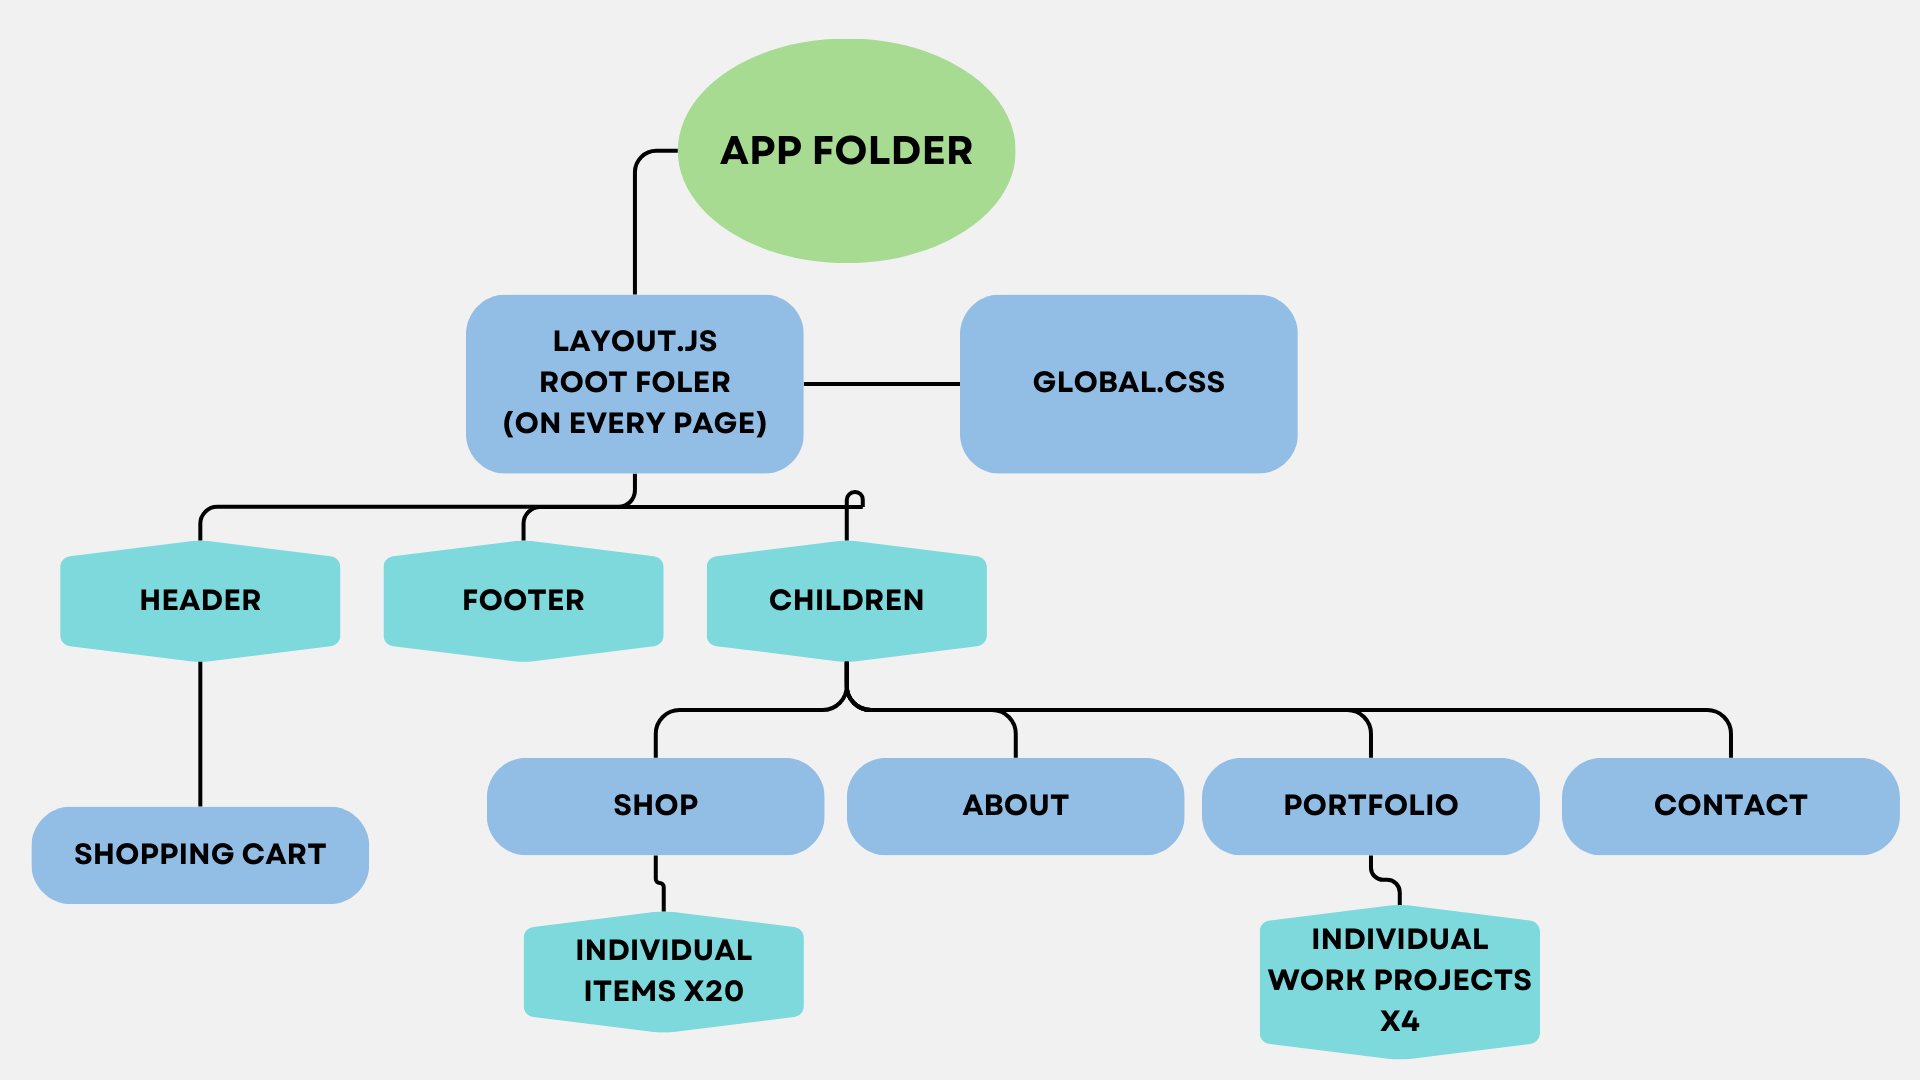 APP FOLDER
LAYOUT.JS
ROOT FOLER
(ON EVERY PAGE)
GLOBAL.CSS
HEADER
FOOTER
CHILDREN
SHOP
ABOUT
PORTFOLIO
CONTACT
SHOPPING CART
INDIVIDUAL
ITEMS X20
INDIVIDUAL
WORK PROJECTS
X4